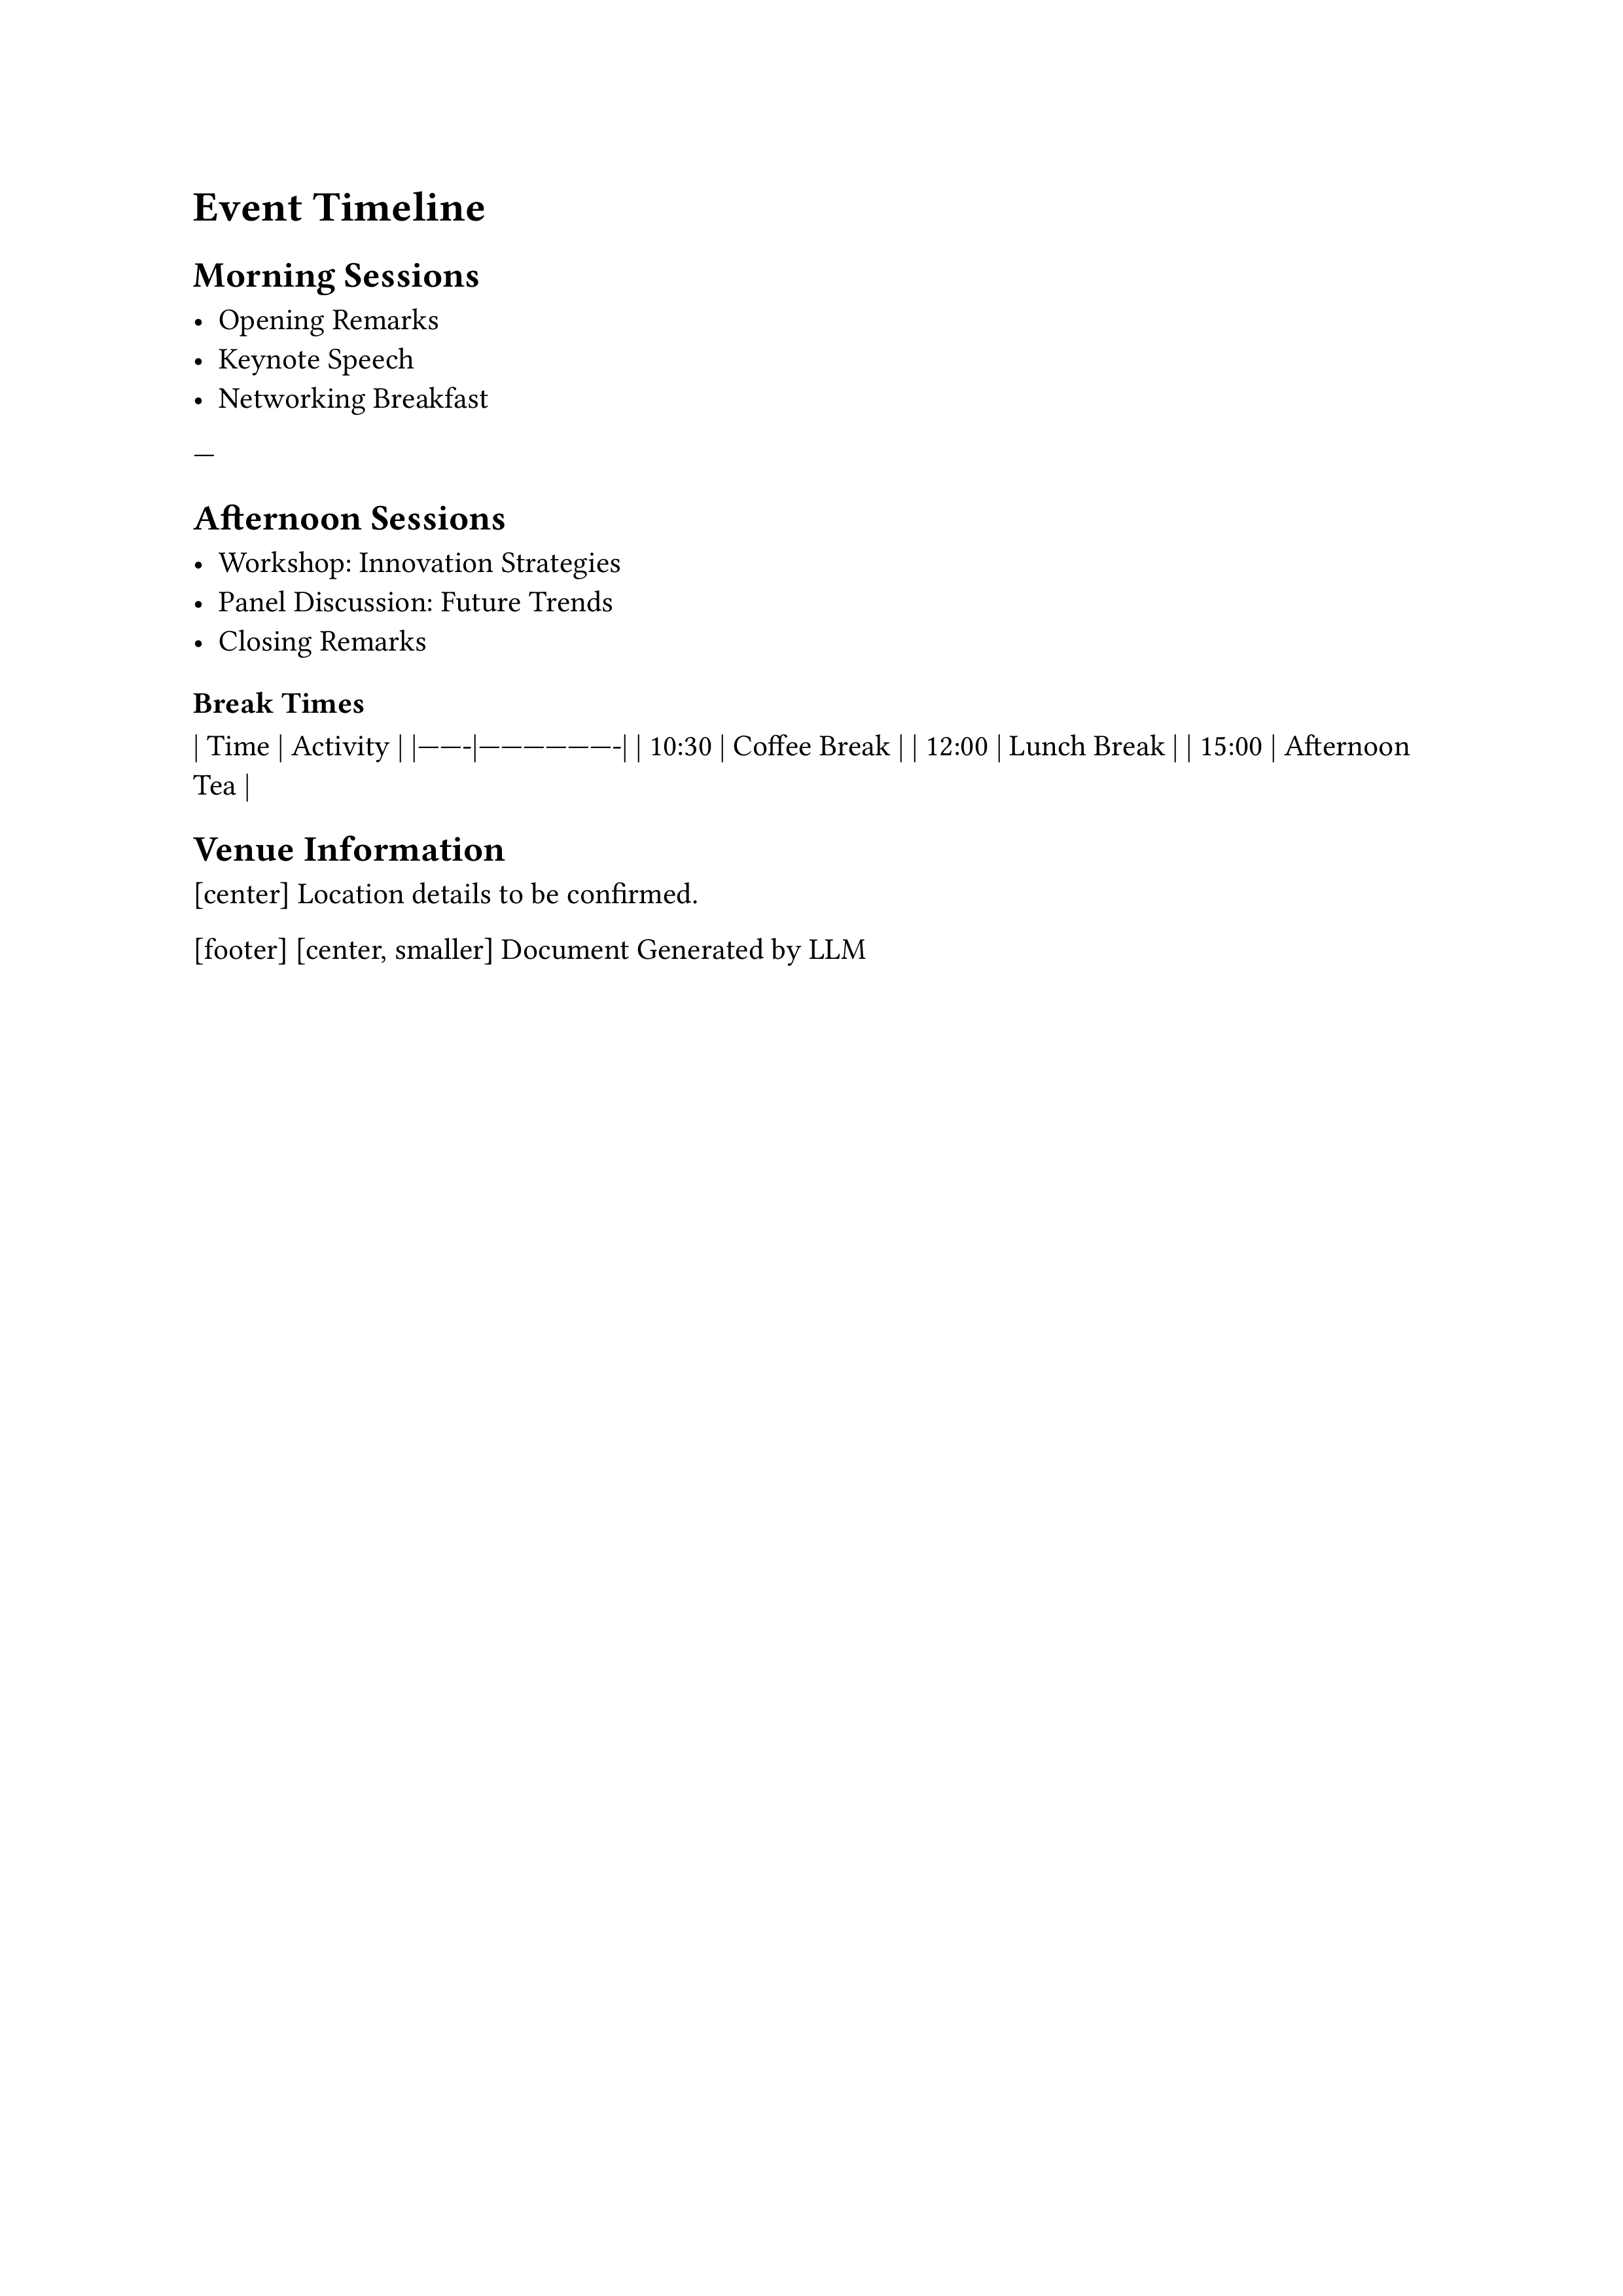 Event Timeline
Morning Sessions
• Opening Remarks
• Keynote Speech
• Networking Breakfast
—
Afternoon Sessions
• Workshop: Innovation Strategies
• Panel Discussion: Future Trends
• Closing Remarks
Break Times
| Time | Activity | |——-|——————-| | 10:30 | Coffee Break | | 12:00 | Lunch Break | | 15:00 | Afternoon
Tea |
Venue Information
[center] Location details to be confirmed.
[footer] [center, smaller] Document Generated by LLM